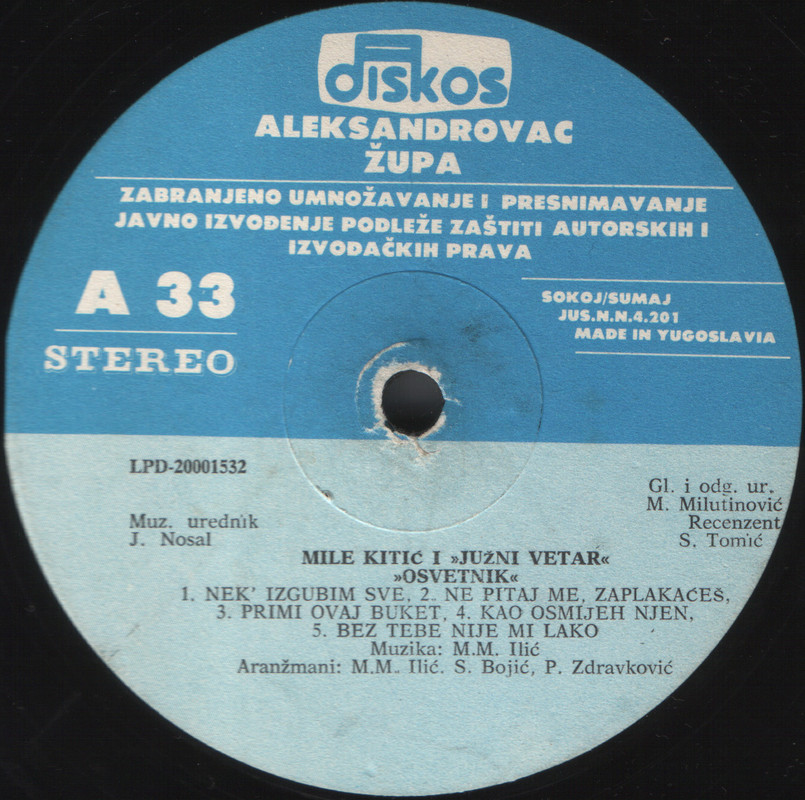 diskos
ALEKSANDROVAC
ŽUPA
ZABRANJENO UMNOŽAVANJE I PRESNIMAVANJE
JAVNO IZVOĐENJE PODLEŽE ZAŠTITI AUTORSKIH I
IZVOĐAČKIH PRAVA
A 33
STEREO
SOKOJ/SUMAJ
JUS.N.N.4.201
MADE IN YUGOSLAVIA
LPD-20001532
Muz. urednik
J. Nosal
Gl. i odg. ur.
M. Milutinović
Recenzent
S. Tomić
MILE KITIĆ I »JUŽNI VETAR«
»OSVETNIK«
1. NEK' IZGUBIM SVE, 2. NE PITAJ ME, ZAPLAKAĆEŠ,
3. PRIMI OVAJ BUKET, 4. KAO OSMIJEH NJEN,
5. BEZ TEBE NIJE MI LAKO
Muzika: M.M. Ilić
Aranžmani: M.M. Ilić. S. Bojić, P. Zdravković